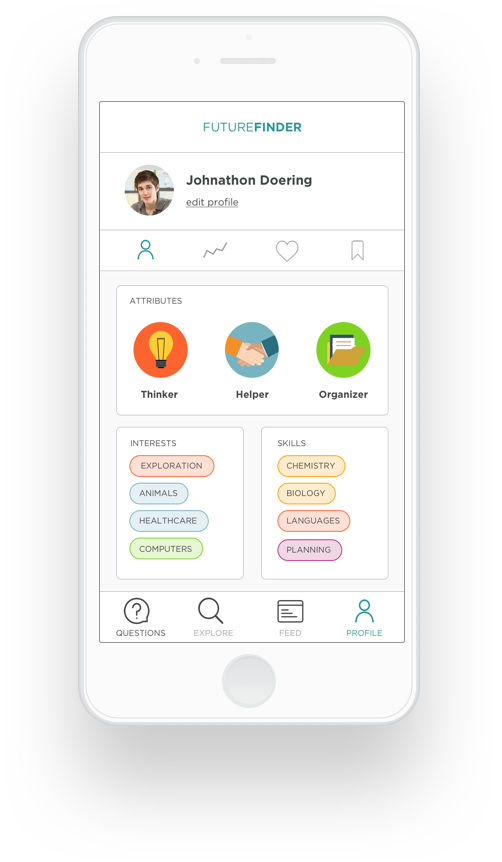 FUTUREFINDER
Johnathon Doering
edit profile
ATTRIBUTES
Thinker Helper Organizer
INTERESTS
EXPLORATION
ANIMALS
HEALTHCARE
COMPUTERS
SKILLS
CHEMISTRY
BIOLOGY
LANGUAGES
PLANNING
QUESTIONS EXPLORE FEED PROFILE